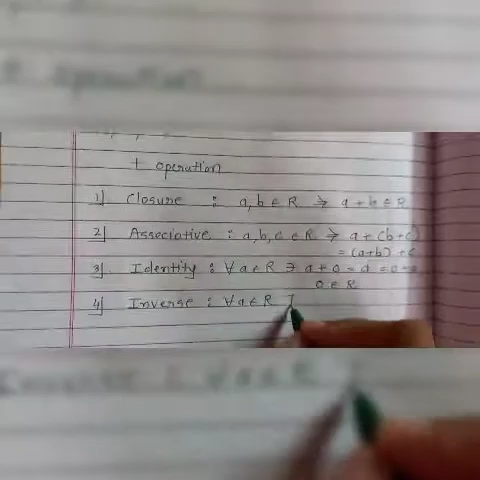 + operation
1) Closure : a, b ∈ R ⇒ a + b ∈ R
2) Associative : a, b, c ∈ R ⇒ a + (b+c)
= (a+b) + c
3) Identity : ∀ a ∈ R ∋ a + 0 = a = 0 + a
0 ∈ R
4) Inverse : ∀ a ∈ R